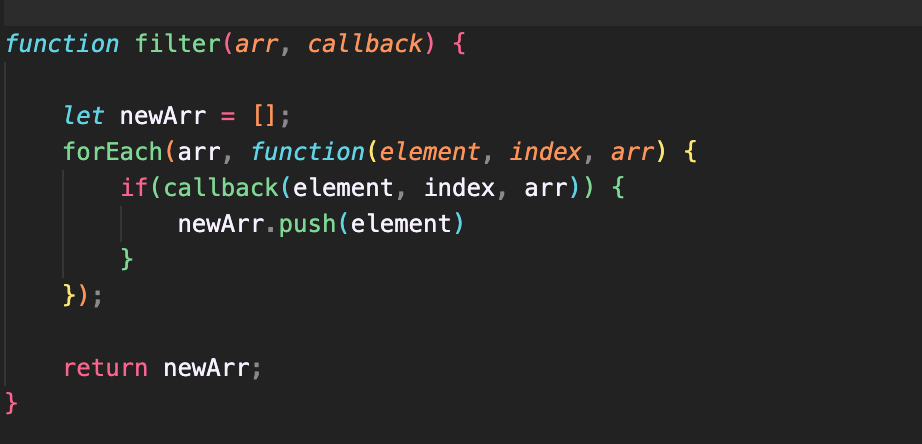 function filter(arr, callback) {
let newArr = [];
forEach(arr, function(element, index, arr) {
if(callback(element, index, arr)) {
newArr.push(element)
}
});
return newArr;
}